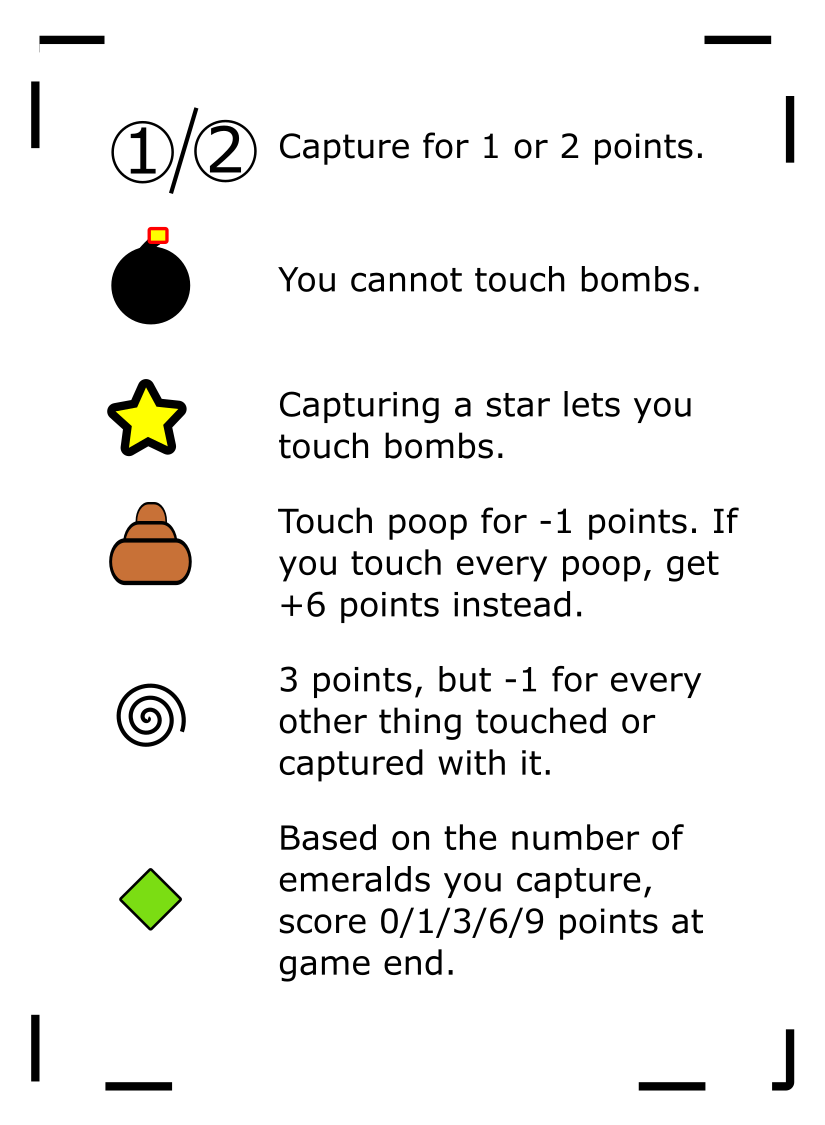 1/2 Capture for 1 or 2 points.
You cannot touch bombs.
Capturing a star lets you
touch bombs.
Touch poop for -1 points. If
you touch every poop, get
+6 points instead.
3 points, but -1 for every
other thing touched or
captured with it.
Based on the number of
emeralds you capture,
score 0/1/3/6/9 points at
game end.